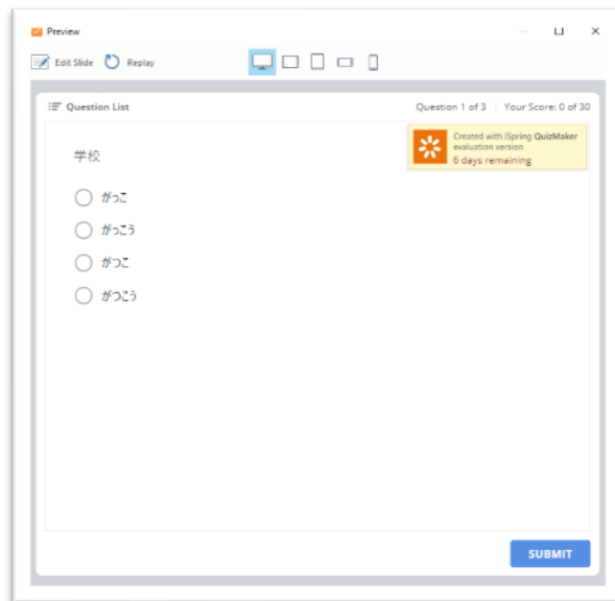 Preview
Edit Slide Replay
Question List Question 1 of 3 Your Score: 0 of 30
Created with iSpring QuizMaker
evaluation version
6 days remaining
学校
がっこ
がっこう
がつこ
がつこう
SUBMIT